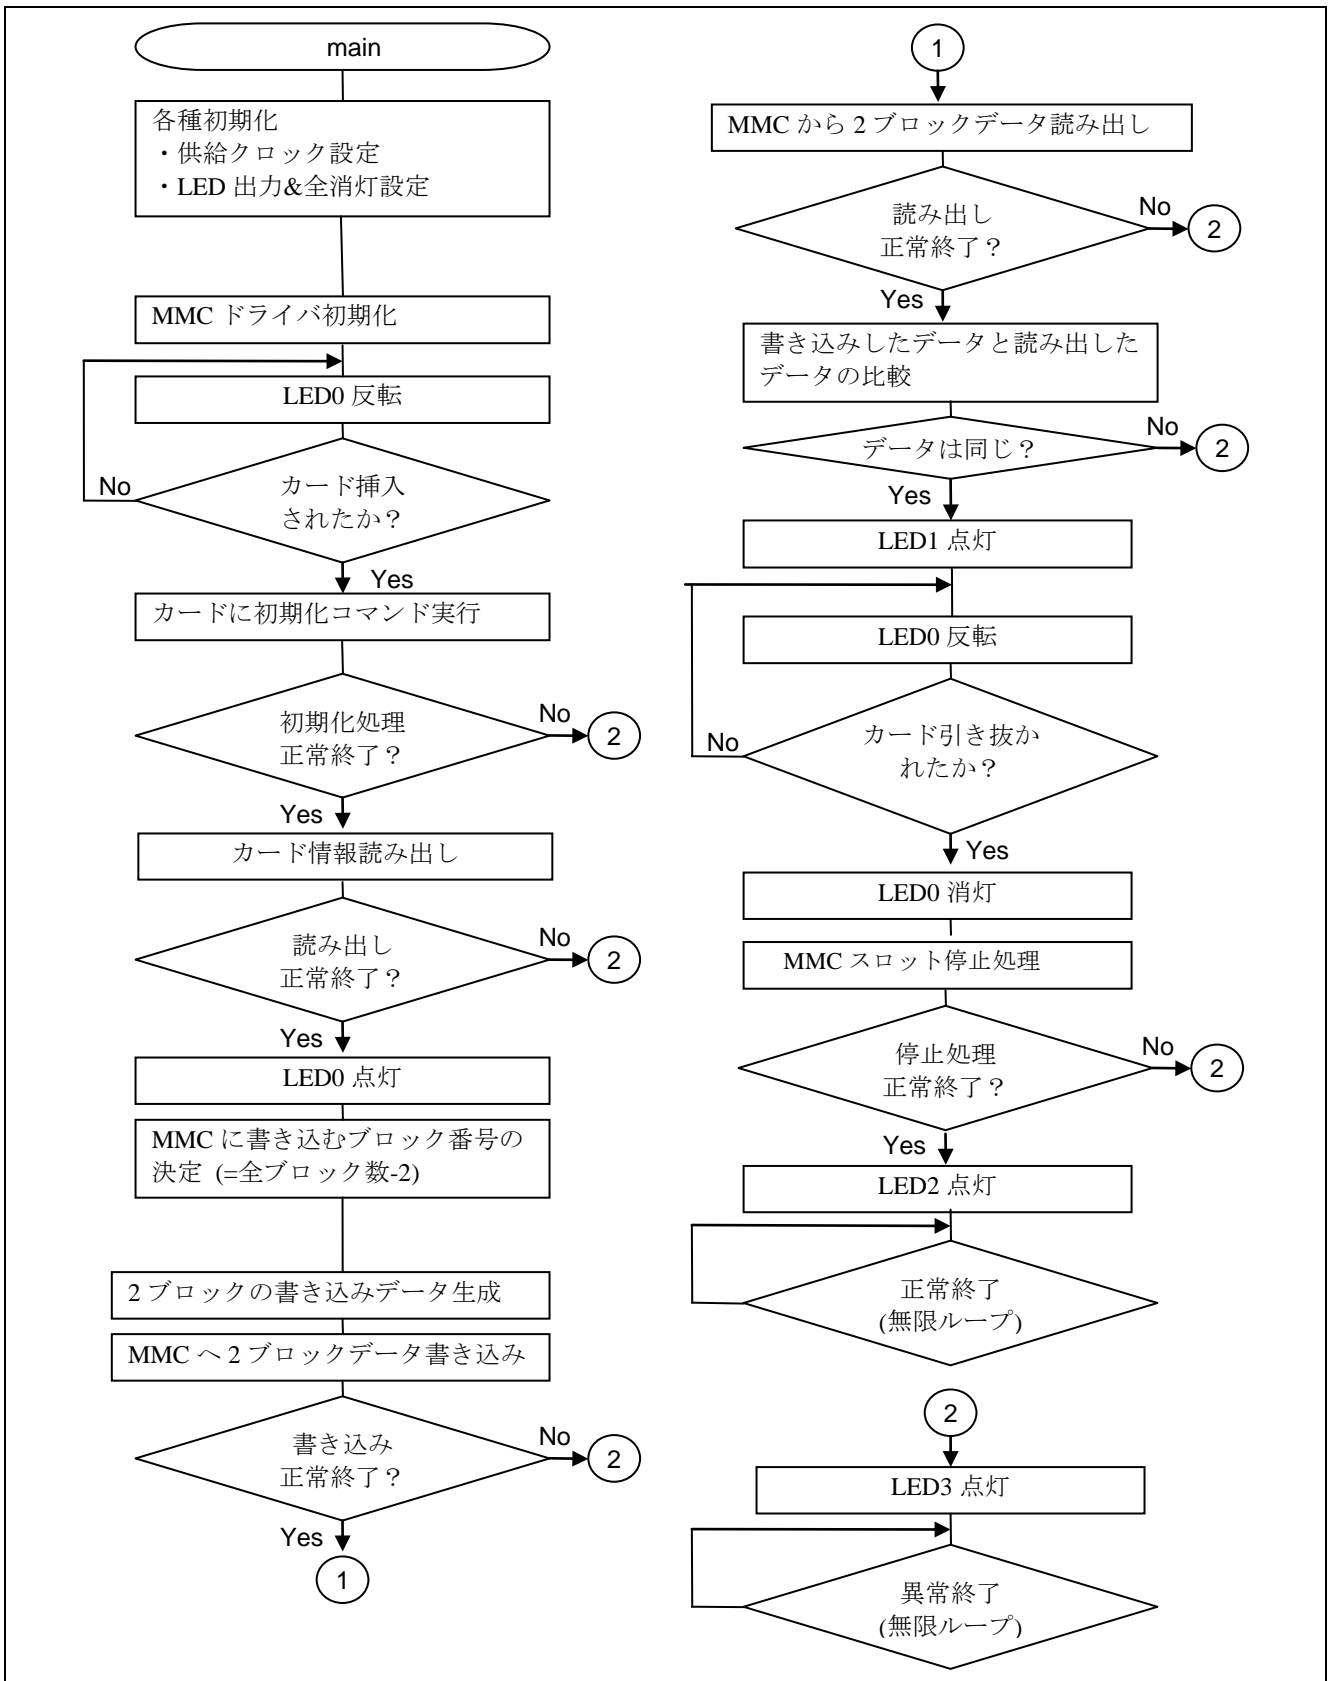 main
各種初期化
・供給クロック設定
・LED 出力&全消灯設定
MMC ドライバ初期化
LED0 反転
カード挿入
されたか？
No
Yes
カードに初期化コマンド実行
初期化処理
正常終了？
No
2
Yes
カード情報読み出し
読み出し
正常終了？
No
2
Yes
LED0 点灯
MMC に書き込むブロック番号の
決定 (=全ブロック数-2)
2 ブロックの書き込みデータ生成
MMC へ 2 ブロックデータ書き込み
書き込み
正常終了？
No
2
Yes
1
1
MMC から 2 ブロックデータ読み出し
読み出し
正常終了？
No
2
Yes
書き込みしたデータと読み出した
データの比較
データは同じ？
No
2
Yes
LED1 点灯
LED0 反転
カード引き抜か
れたか？
No
Yes
LED0 消灯
MMC スロット停止処理
停止処理
正常終了？
No
2
Yes
LED2 点灯
正常終了
(無限ループ)
2
LED3 点灯
異常終了
(無限ループ)